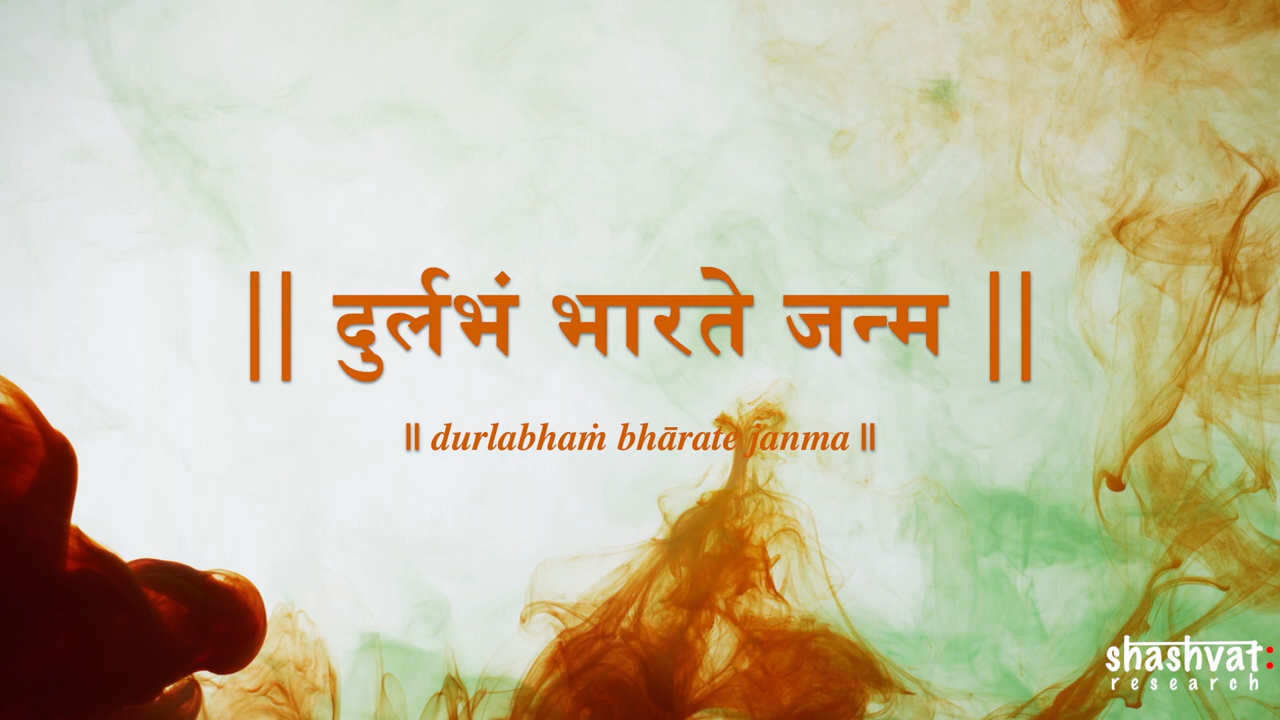 || दुर्लभं भारते जन्म ||
|| durlabhaṁ bhārate janma ||
shashvat:
research